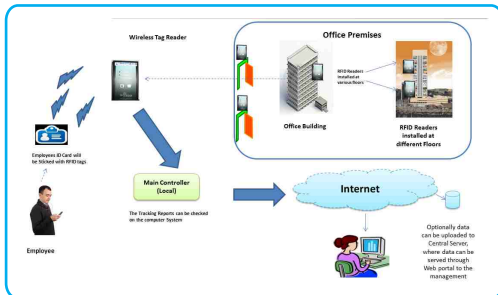 Wireless Tag Reader
Office Premises
RFID Readers
installed at
various floors
Office Building
RFID Readers
installed at
different Floors
Employees ID Card will
be Sticked with RFID tags
Main Controller
(Local)
The Tracking Reports can be checked
on the computer System
Internet
Employee
Optionally data
can be uploaded to
Central Server,
where data can be
served through
Web portal to the
management